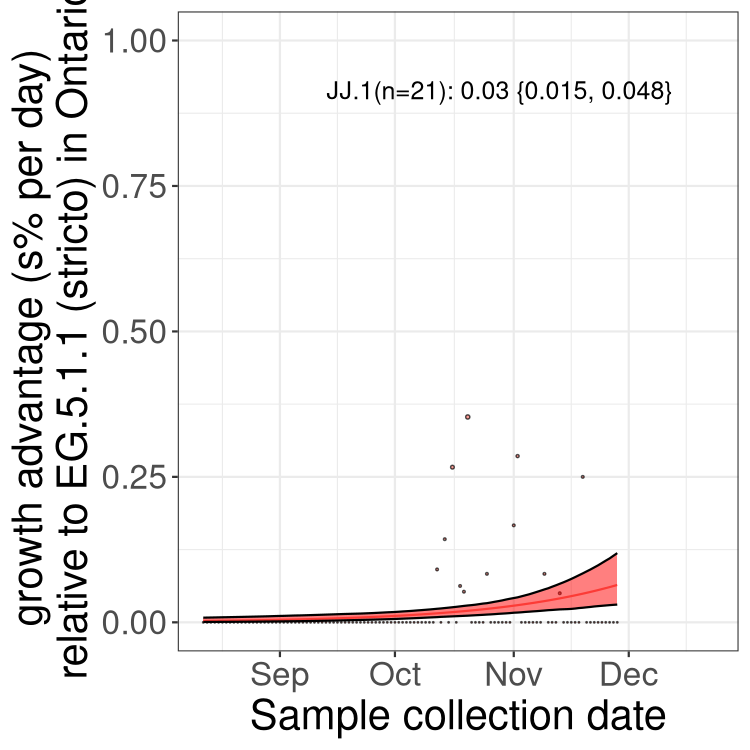 growth advantage (s% per day)
relative to EG.5.1.1 (stricto) in Ontario
1.00
0.75
0.50
0.25
0.00
JJ.1(n=21): 0.03 {0.015, 0.048}
Sep Oct Nov Dec
Sample collection date